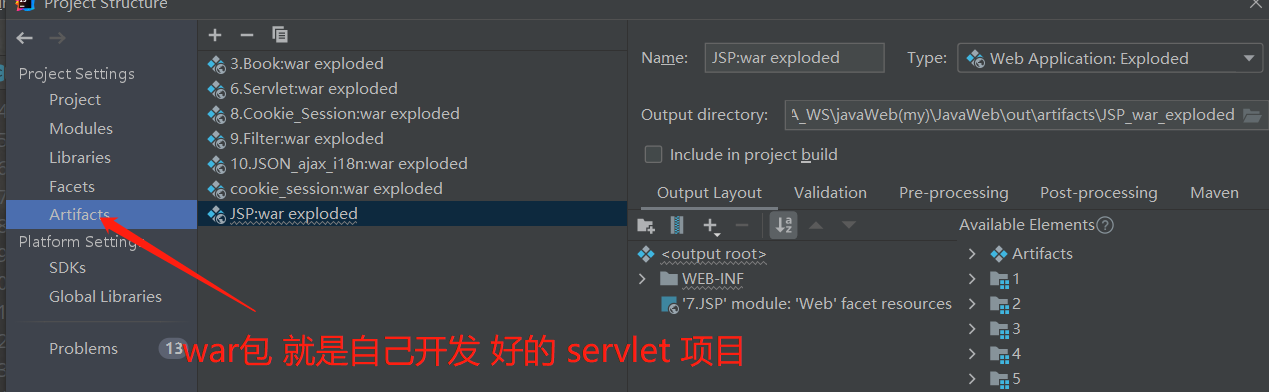 Project Structure
+ −
Name: JSP:war exploded Type: Web Application: Exploded
Project Settings
Project
Modules
Libraries
Facets
Artifacts
Platform Settings
SDKs
Global Libraries
Problems 13
3.Book:war exploded
6.Servlet:war exploded
8.Cookie_Session:war exploded
9.Filter:war exploded
10.JSON_ajax_i18n:war exploded
cookie_session:war exploded
JSP:war exploded
Output directory: A_WS\javaWeb(my)\JavaWeb\out\artifacts\JSP_war_exploded
Include in project build
Output Layout Validation Pre-processing Post-processing Maven
Available Elements
<output root>
WEB-INF
'7.JSP' module: 'Web' facet resources
Artifacts
1
2
3
4
5
war包 就是自己开发 好的 servlet 项目